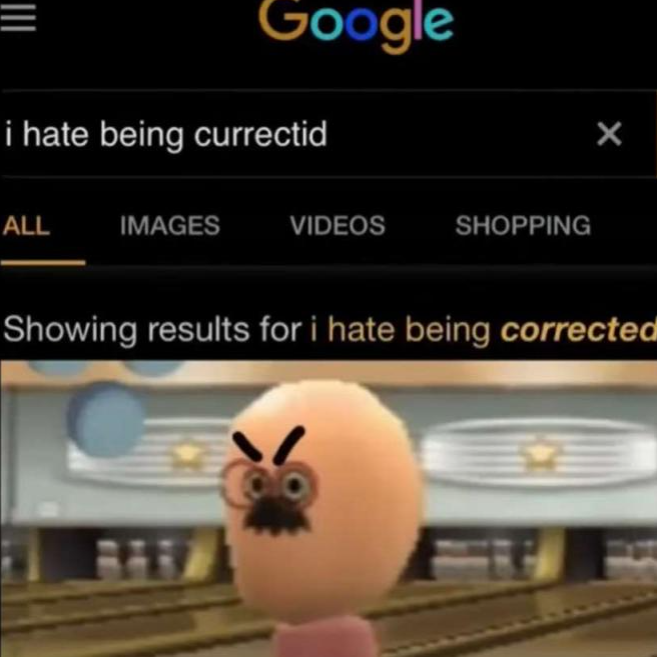 Google
i hate being currectid
ALL IMAGES VIDEOS SHOPPING
Showing results for i hate being corrected